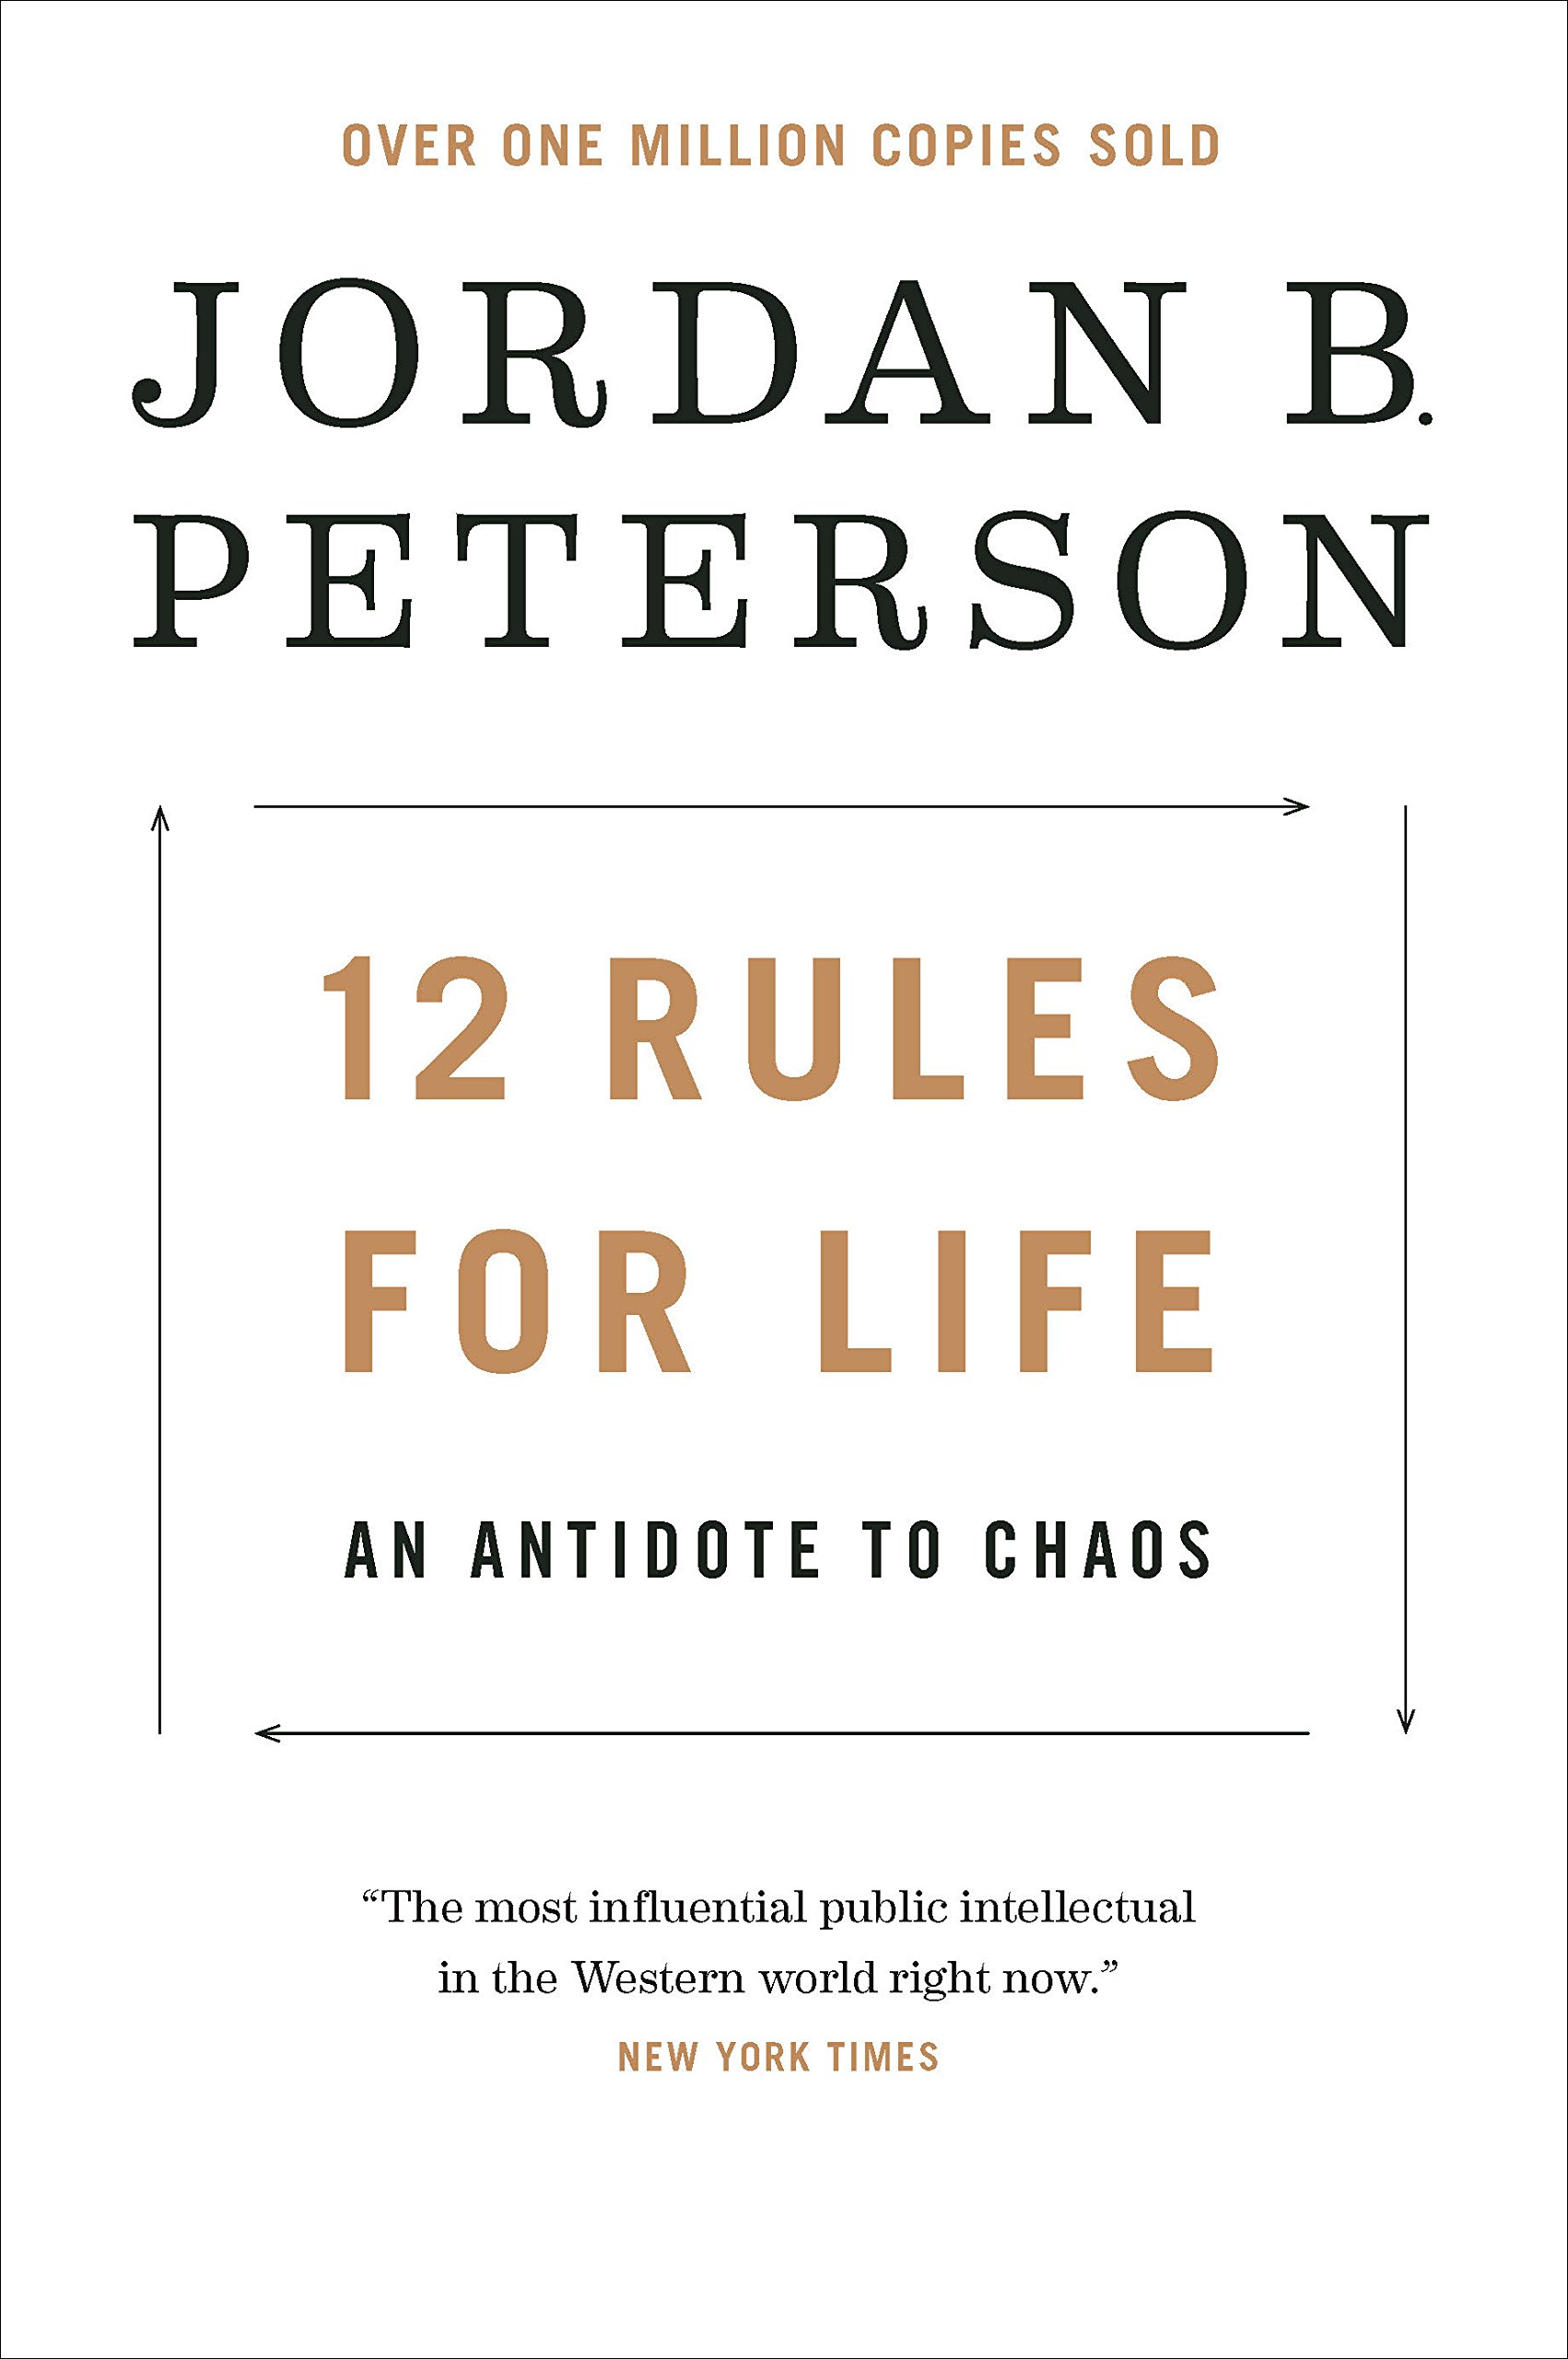 OVER ONE MILLION COPIES SOLD
JORDAN B.
PETERSON
12 RULES
FOR LIFE
AN ANTIDOTE TO CHAOS
“The most influential public intellectual
in the Western world right now.”
NEW YORK TIMES